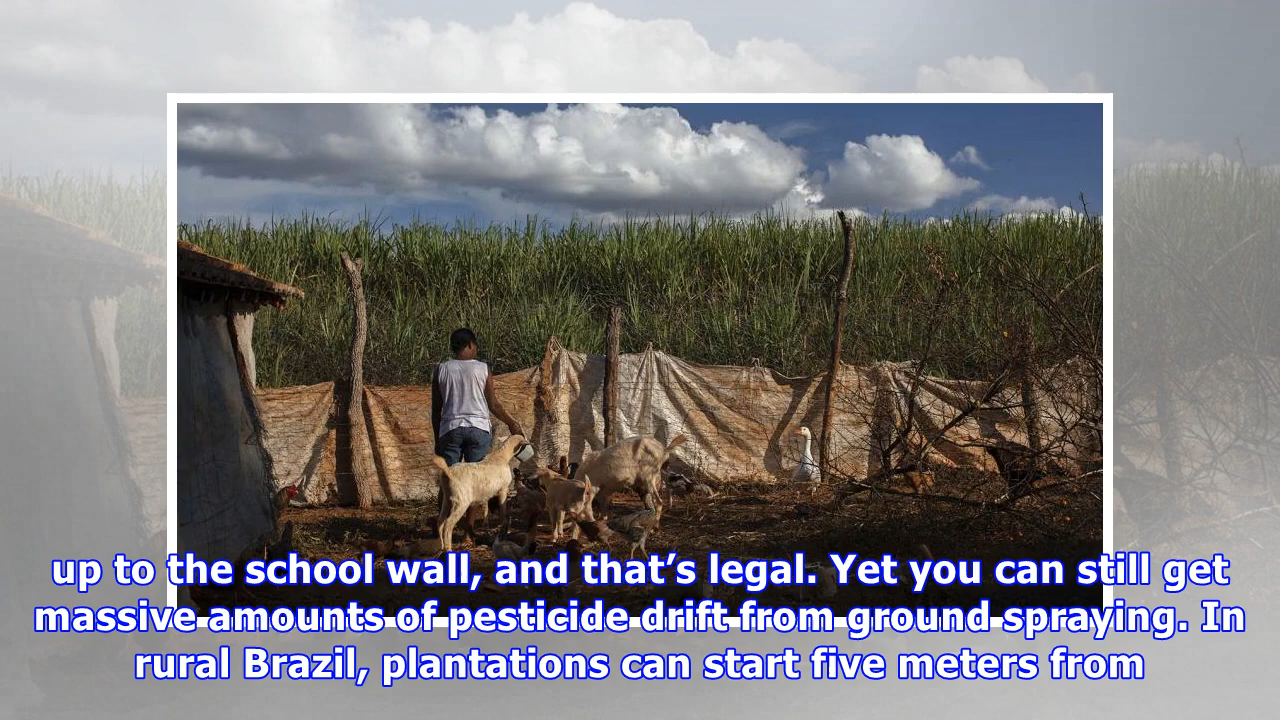 up to the school wall, and that’s legal. Yet you can still get
massive amounts of pesticide drift from ground spraying. In
rural Brazil, plantations can start five meters from